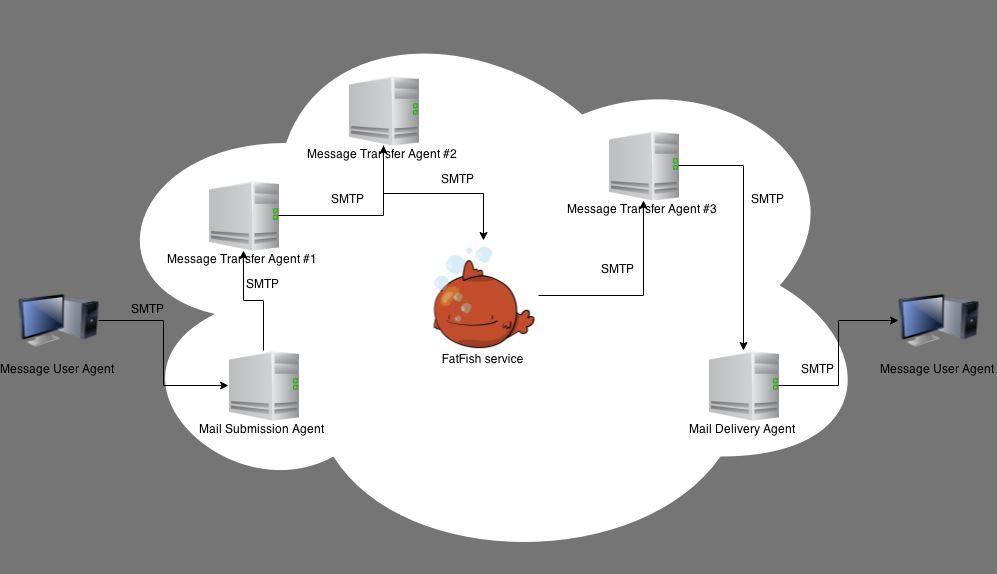 Message Transfer Agent #2
SMTP
SMTP
SMTP
Message Transfer Agent #3
Message Transfer Agent #1
SMTP
SMTP
SMTP
Message User Agent
FatFish service
SMTP
Message User Agent
Mail Submission Agent
Mail Delivery Agent